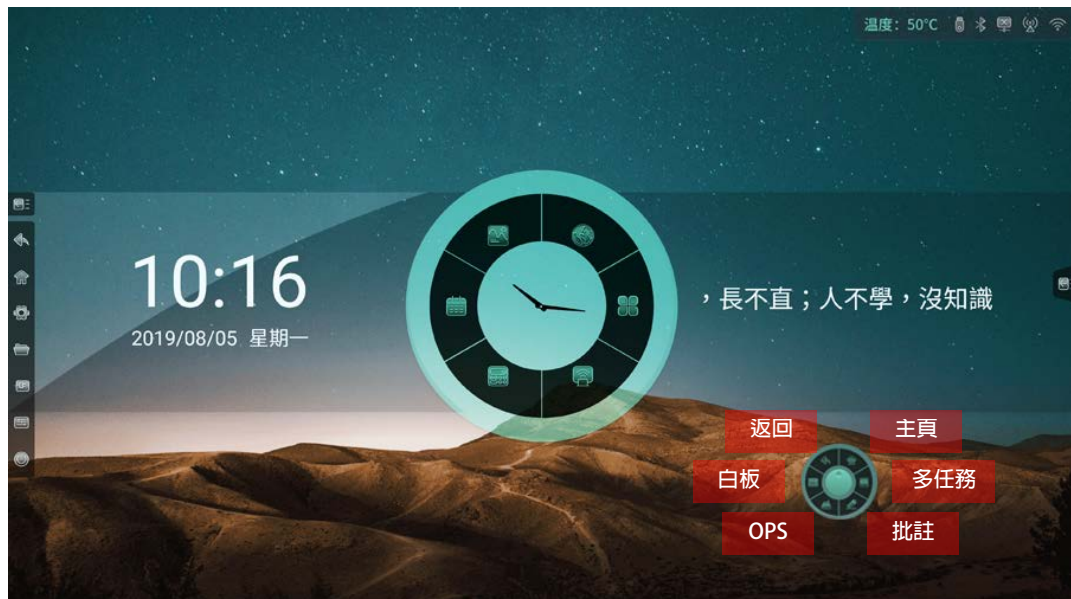 温度：50℃
10:16
2019/08/05 星期一
，長不直；人不學，沒知識
返回
主頁
白板
多任務
OPS
批註